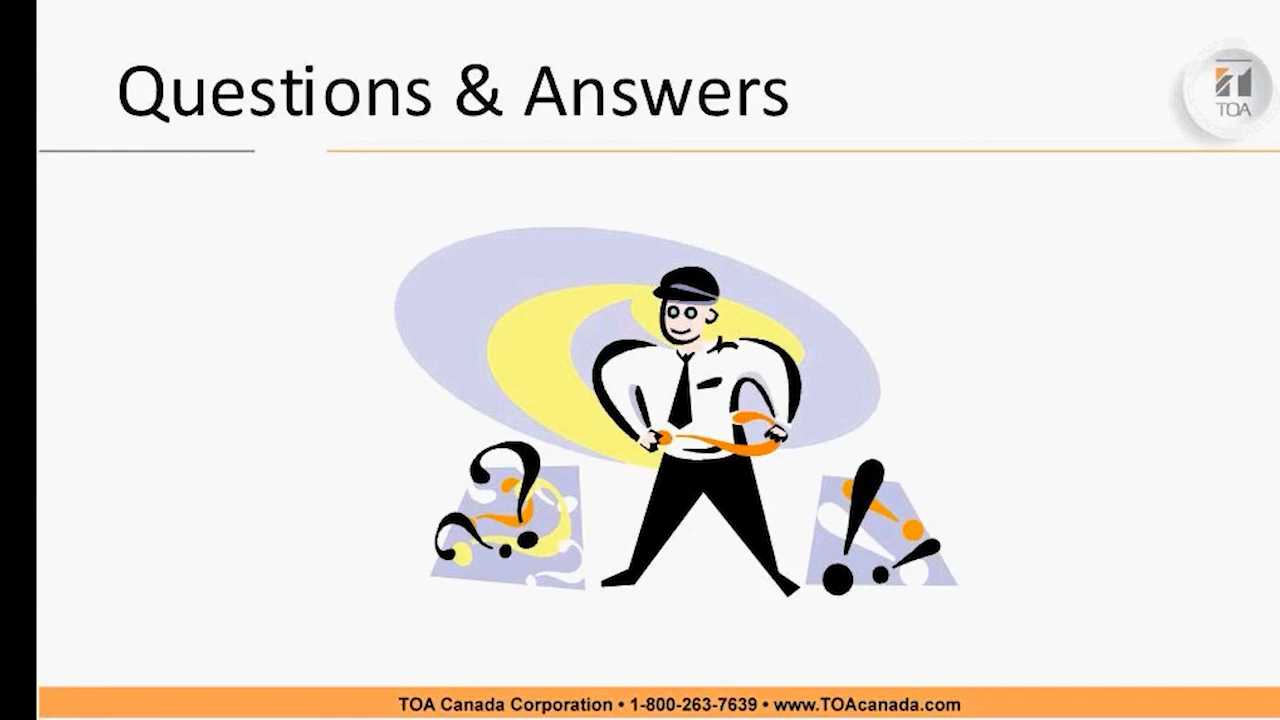 Questions & Answers
TOA
TOA Canada Corporation • 1-800-263-7639 • www.TOAcanada.com